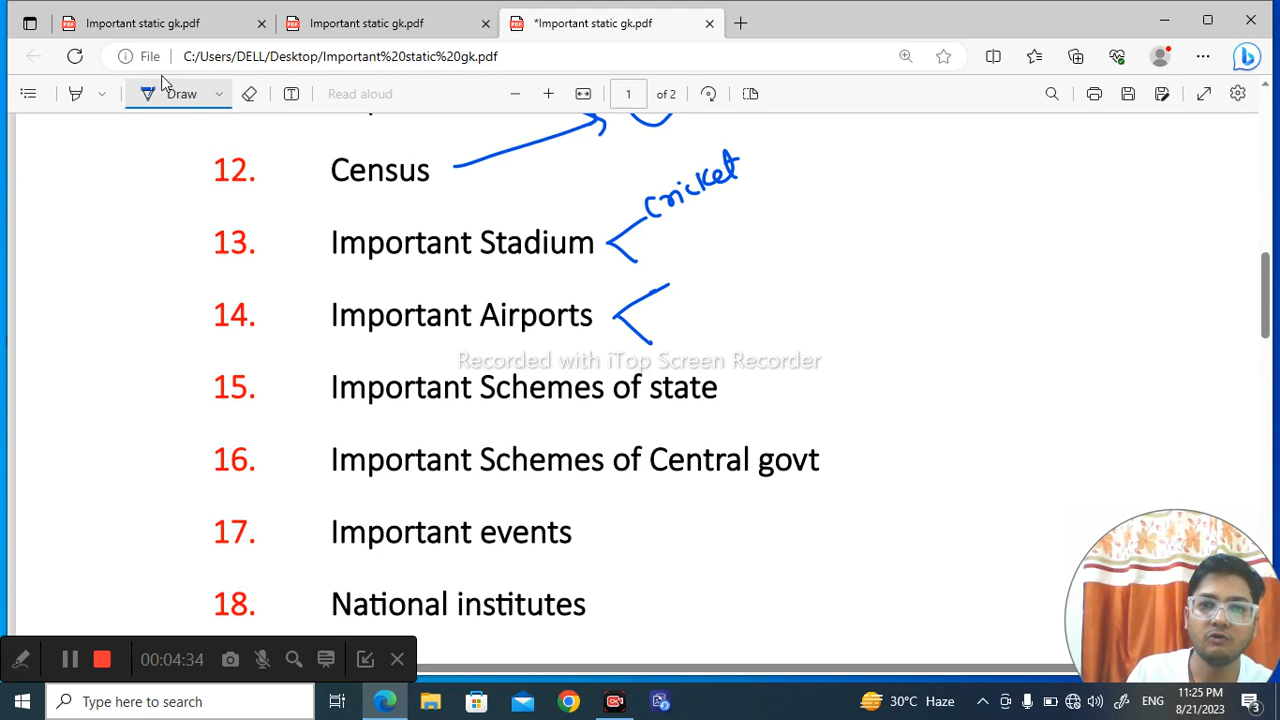 Important static gk.pdf
Important static gk.pdf
*Important static gk.pdf
File
C:/Users/DELL/Desktop/Important%20static%20gk.pdf
Draw
Read aloud
1 of 2
12. Census
cricket
13. Important Stadium
14. Important Airports
Recorded with iTop Screen Recorder
15. Important Schemes of state
16. Important Schemes of Central govt
17. Important events
18. National institutes
00:04:34
Type here to search
30°C Haze
ENG
11:25 PM
8/21/2023
3